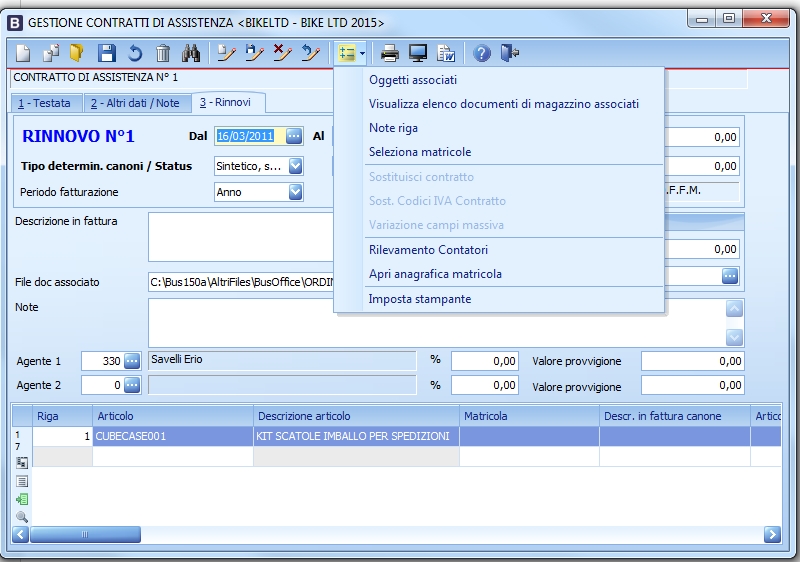 B GESTIONE CONTRATTI DI ASSISTENZA <BIKELTD - BIKE LTD 2015>
CONTRATTO DI ASSISTENZA N° 1
1 - Testata 2 - Altri dati / Note 3 - Rinnovi
RINNOVO N°1 Dal 16/03/2011 Al 0,00
Tipo determin. canoni / Status Sintetico, s... 0,00
Periodo fatturazione Anno .F.F.M.
Oggetti associati
Visualizza elenco documenti di magazzino associati
Note riga
Seleziona matricole
Sostituisci contratto
Sost. Codici IVA Contratto
Variazione campi massiva
Rilevamento Contatori
Apri anagrafica matricola
Imposta stampante
Descrizione in fattura
0,00
File doc associato C:\Bus150a\AltriFiles\BusOffice\ORDIN
Note
Agente 1 330 Savelli Erio % 0,00 Valore provvigione 0,00
Agente 2 0 % 0,00 Valore provvigione 0,00
Riga Articolo Descrizione articolo Matricola Descr. in fattura canone Artico
1 CUBECASE001 KIT SCATOLE IMBALLO PER SPEDIZIONI
1
7